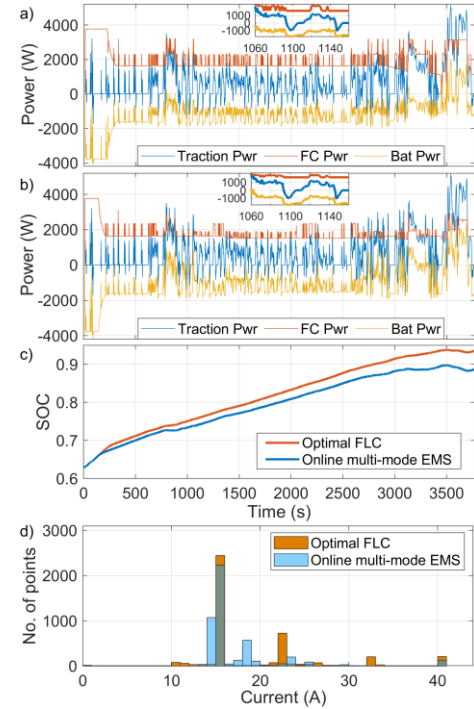 a)
Power (W)
4000
2000
0
-2000
-4000
1000
-1000
1060
1100
1140
Traction Pwr FC Pwr Bat Pwr
b)
Power (W)
4000
2000
0
-2000
-4000
1000
-1000
1060
1100
1140
Traction Pwr FC Pwr Bat Pwr
c)
SOC
0.9
0.8
0.7
0.6
Optimal FLC
Online multi-mode EMS
0 500 1000 1500 2000 2500 3000 3500
Time (s)
d)
No. of points
3000
2000
1000
0
Optimal FLC
Online multi-mode EMS
0 10 20 30 40
Current (A)